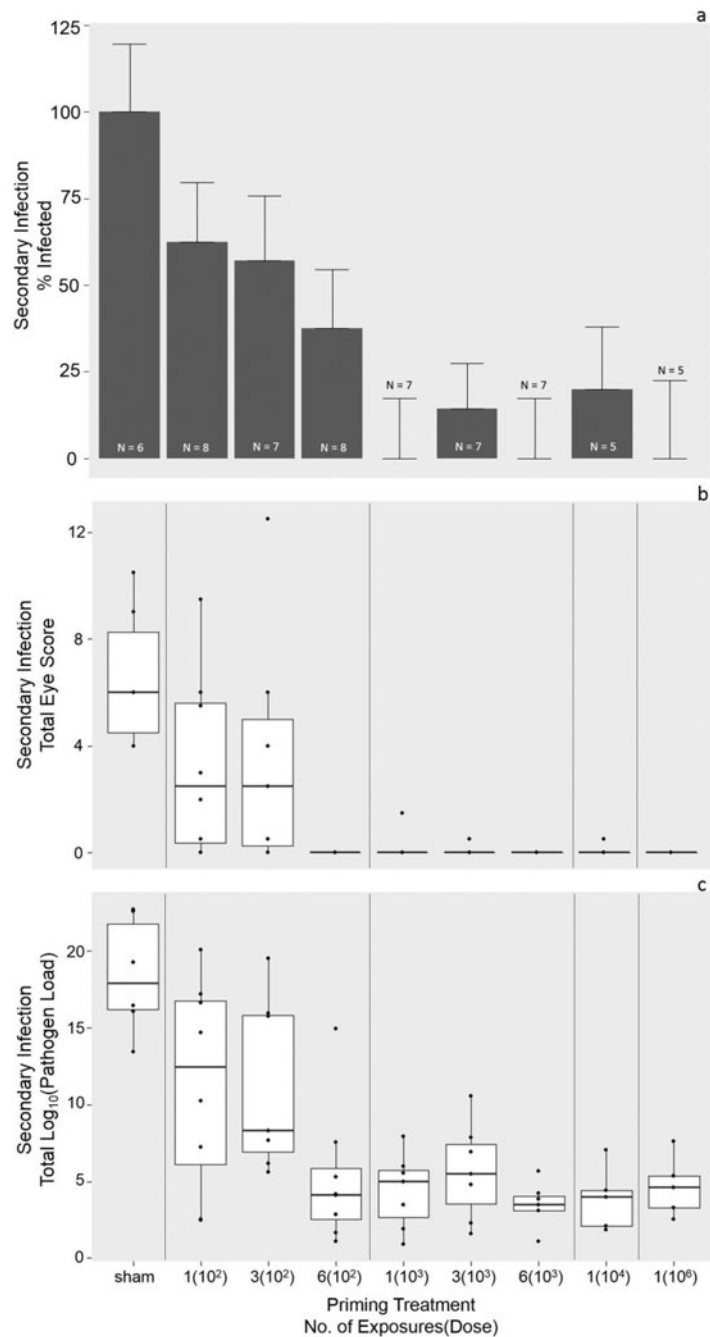 a
125
100
75
50
25
0
Secondary Infection
% Infected
N = 6
N = 8
N = 7
N = 8
N = 7
N = 7
N = 7
N = 5
N = 5
b
12
8
4
0
Secondary Infection
Total Eye Score
c
20
15
10
5
0
Secondary Infection
Total Log₁₀(Pathogen Load)
sham
1(10²)
3(10²)
6(10²)
1(10³)
3(10³)
6(10³)
1(10⁴)
1(10⁶)
Priming Treatment
No. of Exposures(Dose)